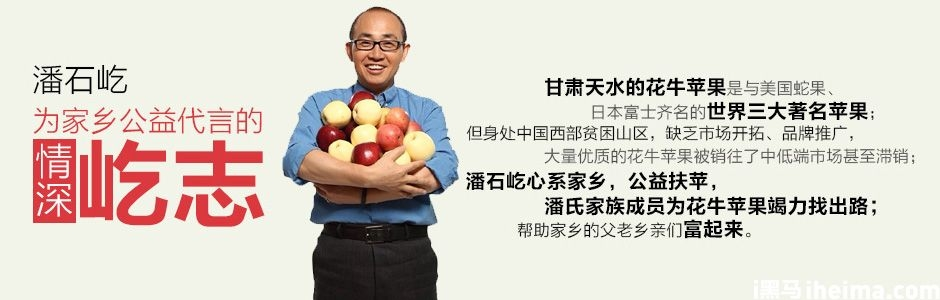 潘石屹
为家乡公益代言的
情深
屹志
甘肃天水的花牛苹果是与美国蛇果、
日本富士齐名的世界三大著名苹果；
但身处中国西部贫困山区，缺乏市场开拓、品牌推广，
大量优质的花牛苹果被销往了中低端市场甚至滞销；
潘石屹心系家乡，公益扶苹，
潘氏家族成员为花牛苹果竭力找出路；
帮助家乡的父老乡亲们富起来。
i黑马 iheima.com